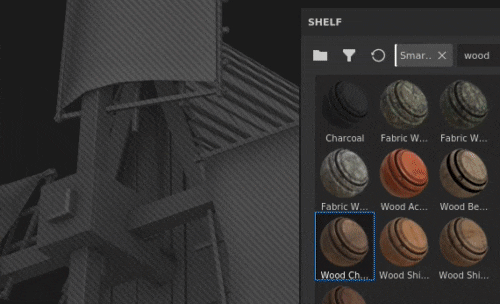 SHELF
Smar.. wood
Charcoal Fabric W... Fabric W...
Fabric W... Wood Ac... Wood Be...
Wood Ch... Wood Shi... Wood Shi...